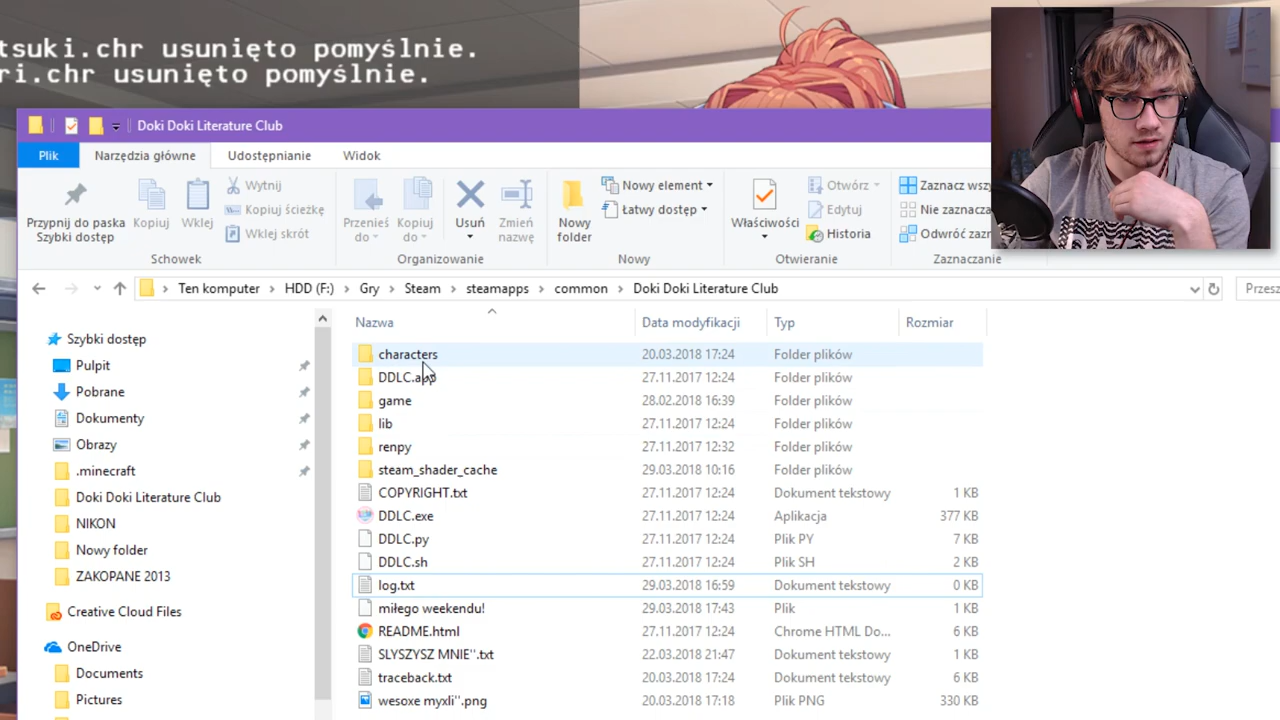 tsuki.chr usunięto pomyślnie.
ri.chr usunięto pomyślnie.
Doki Doki Literature Club
Plik Narzędzia główne Udostępnianie Widok
Przypnij do paska Szybki dostęp
Kopiuj
Wklej
Wytnij
Kopiuj ścieżkę
Wklej skrót
Schowek
Przenieś do
Kopiuj do
Usuń
Zmień nazwę
Organizowanie
Nowy folder
Nowy element
Łatwy dostęp
Nowy
Właściwości
Otwórz
Edytuj
Historia
Otwieranie
Zaznacz wszy
Nie zaznacza
Odwróć zazr
Zaznaczanie
Ten komputer HDD (F:) Gry Steam steamapps common Doki Doki Literature Club Przesz
Szybki dostęp
Pulpit
Pobrane
Dokumenty
Obrazy
.minecraft
Doki Doki Literature Club
NIKON
Nowy folder
ZAKOPANE 2013
Creative Cloud Files
OneDrive
Documents
Pictures
Nazwa Data modyfikacji Typ Rozmiar
characters 20.03.2018 17:24 Folder plików
DDLC.app 27.11.2017 12:24 Folder plików
game 28.02.2018 16:39 Folder plików
lib 27.11.2017 12:24 Folder plików
renpy 27.11.2017 12:32 Folder plików
steam_shader_cache 29.03.2018 10:16 Folder plików
COPYRIGHT.txt 27.11.2017 12:24 Dokument tekstowy 1 KB
DDLC.exe 27.11.2017 12:24 Aplikacja 377 KB
DDLC.py 27.11.2017 12:24 Plik PY 7 KB
DDLC.sh 27.11.2017 12:24 Plik SH 2 KB
log.txt 29.03.2018 16:59 Dokument tekstowy 0 KB
miłego weekendu! 29.03.2018 17:43 Plik 1 KB
README.html 27.11.2017 12:24 Chrome HTML Do... 6 KB
SLYSZYSZ MNIE''.txt 22.03.2018 21:47 Dokument tekstowy 1 KB
traceback.txt 20.03.2018 17:24 Dokument tekstowy 6 KB
wesoxe myxli''.png 20.03.2018 17:18 Plik PNG 330 KB